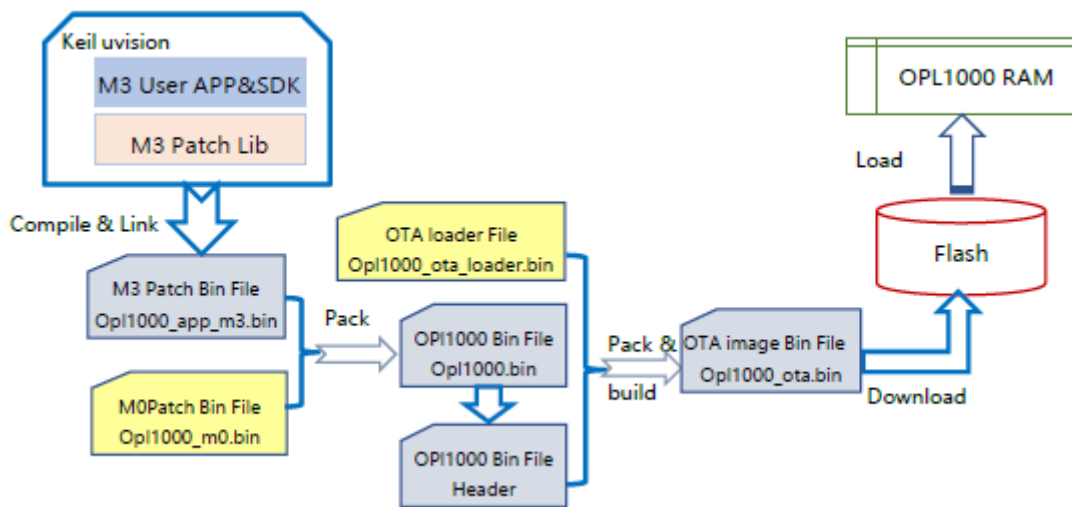 Keil uvision
M3 User APP&SDK
M3 Patch Lib
Compile & Link
M3 Patch Bin File
Opl1000_app_m3.bin
M0Patch Bin File
Opl1000_m0.bin
Pack
OTA loader File
Opl1000_ota_loader.bin
OPl1000 Bin File
Opl1000.bin
OPl1000 Bin File
Header
Pack &
build
OTA image Bin File
Opl1000_ota.bin
Download
Flash
Load
OPL1000 RAM